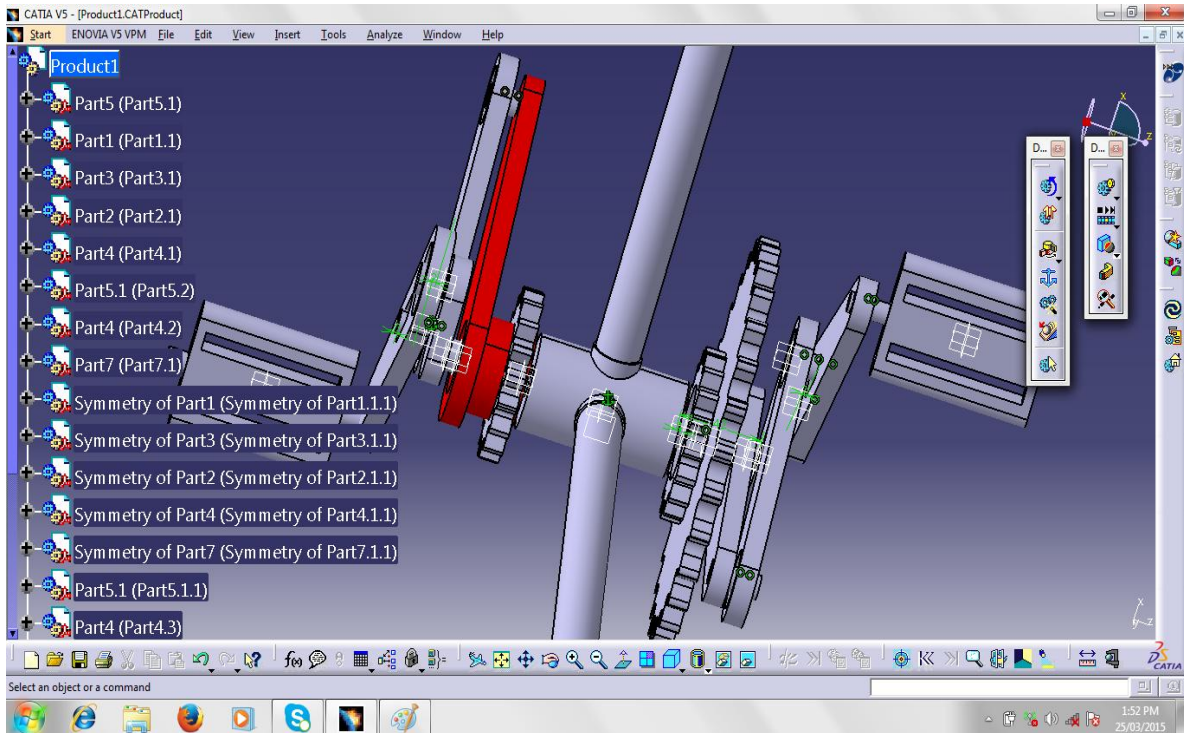 CATIA V5 - [Product1.CATProduct]
Start ENOVIA V5 VPM File Edit View Insert Tools Analyze Window Help
Product1
Part5 (Part5.1)
Part1 (Part1.1)
Part3 (Part3.1)
Part2 (Part2.1)
Part4 (Part4.1)
Part5.1 (Part5.2)
Part4 (Part4.2)
Part7 (Part7.1)
Symmetry of Part1 (Symmetry of Part1.1.1)
Symmetry of Part3 (Symmetry of Part3.1.1)
Symmetry of Part2 (Symmetry of Part2.1.1)
Symmetry of Part4 (Symmetry of Part4.1.1)
Symmetry of Part7 (Symmetry of Part7.1.1)
Part5.1 (Part5.1.1)
Part4 (Part4.3)
D... D...
x
z
x
z
f(x)
CATIA
Select an object or a command
1:52 PM
25/03/2015